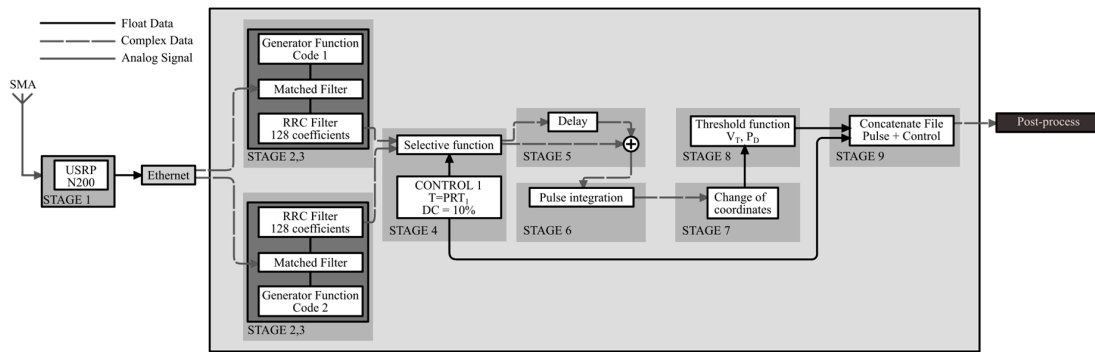 Float Data
Complex Data
Analog Signal
SMA
USRP
N200
STAGE 1
Ethernet
Generator Function
Code 1
Matched Filter
RRC Filter
128 coefficients
STAGE 2,3
RRC Filter
128 coefficients
Matched Filter
Generator Function
Code 2
STAGE 2,3
Selective function
CONTROL 1
T=PRT₁
DC = 10%
STAGE 4
Delay
STAGE 5
Pulse integration
STAGE 6
Threshold function
V_T, P_D
STAGE 8
Change of
coordinates
STAGE 7
Concatenate File
Pulse + Control
STAGE 9
Post-process